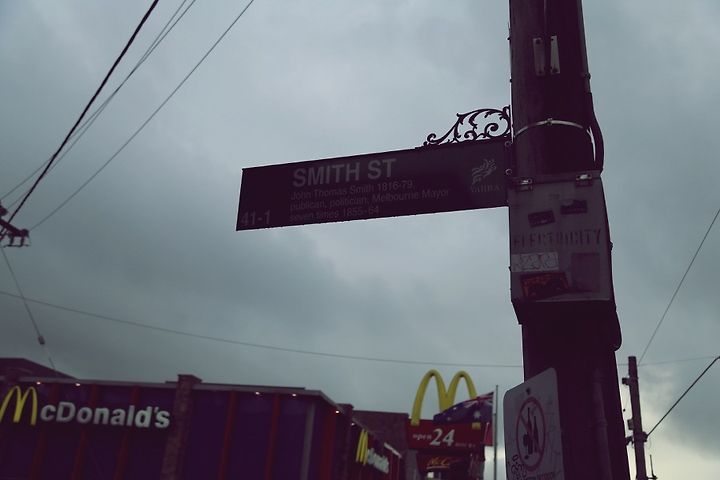 SMITH ST
John Thomas Smith 1816-79,
publican, politician, Melbourne Mayor
seven times 1855-64
41-1
YARRA
ELECTRICITY
McDonald's
open 24
McDonald's